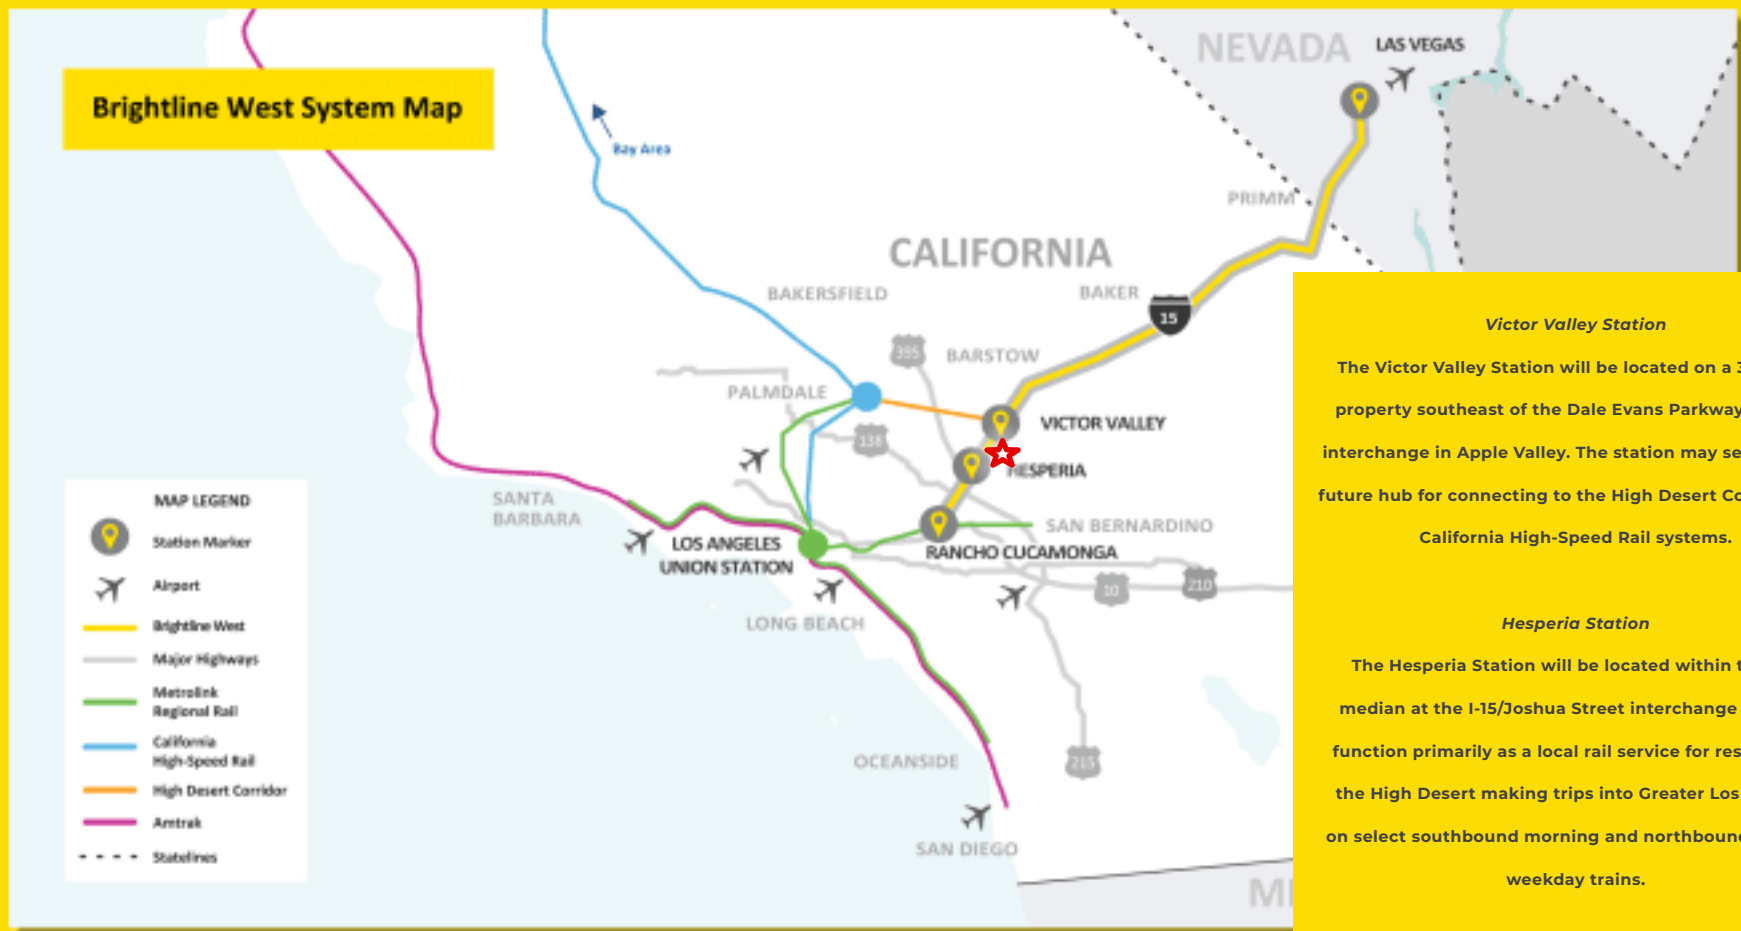 Brightline West System Map
Bay Area
NEVADA
LAS VEGAS
PRIMM
CALIFORNIA
BAKERSFIELD
BAKER
15
395
BARSTOW
PALMDALE
138
VICTOR VALLEY
HESPERIA
SANTA
BARBARA
LOS ANGELES
UNION STATION
SAN BERNARDINO
RANCHO CUCAMONGA
10
210
LONG BEACH
OCEANSIDE
215
SAN DIEGO
MAP LEGEND
Station Marker
Airport
Brightline West
Major Highways
Metrolink
Regional Rail
California
High-Speed Rail
High Desert Corridor
Amtrak
Statelines
Victor Valley Station
The Victor Valley Station will be located on a
property southeast of the Dale Evans Parkway
interchange in Apple Valley. The station may
future hub for connecting to the High Desert
California High-Speed Rail systems.
Hesperia Station
The Hesperia Station will be located within
median at the I-15/Joshua Street interchange
function primarily as a local rail service for
the High Desert making trips into Greater Los
on select southbound morning and northbound
weekday trains.